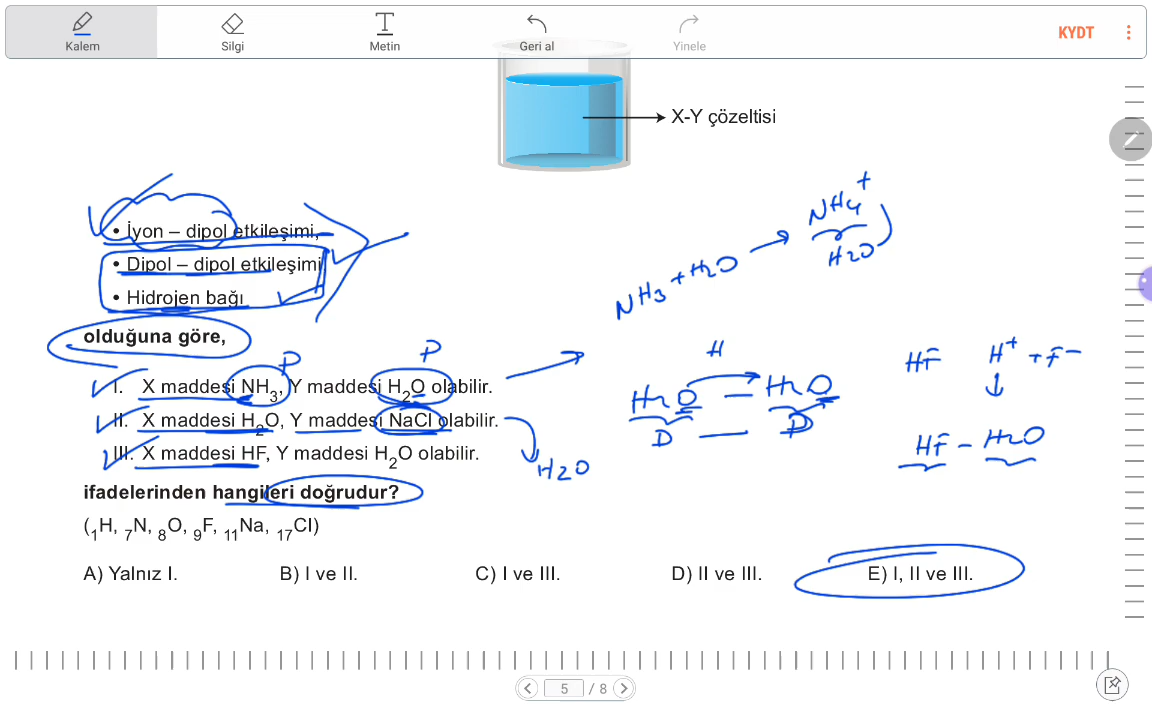 Kalem Silgi Metin Geri al Yinele KYDT
X-Y çözeltisi
• İyon – dipol etkileşimi,
• Dipol – dipol etkileşimi
• Hidrojen bağı
NH₄⁺
H₂O
NH₃ + H₂O
olduğuna göre,
P P
I. X maddesi NH₃, Y maddesi H₂O olabilir.
II. X maddesi H₂O, Y maddesi NaCl olabilir.
III. X maddesi HF, Y maddesi H₂O olabilir.
H₂O
H
H₂O – H₂O
D – D
HF H⁺ + F⁻
HF – H₂O
ifadelerinden hangileri doğrudur?
(₁H, ₇N, ₈O, ₉F, ₁₁Na, ₁₇Cl)
A) Yalnız I. B) I ve II. C) I ve III. D) II ve III. E) I, II ve III.
5 / 8